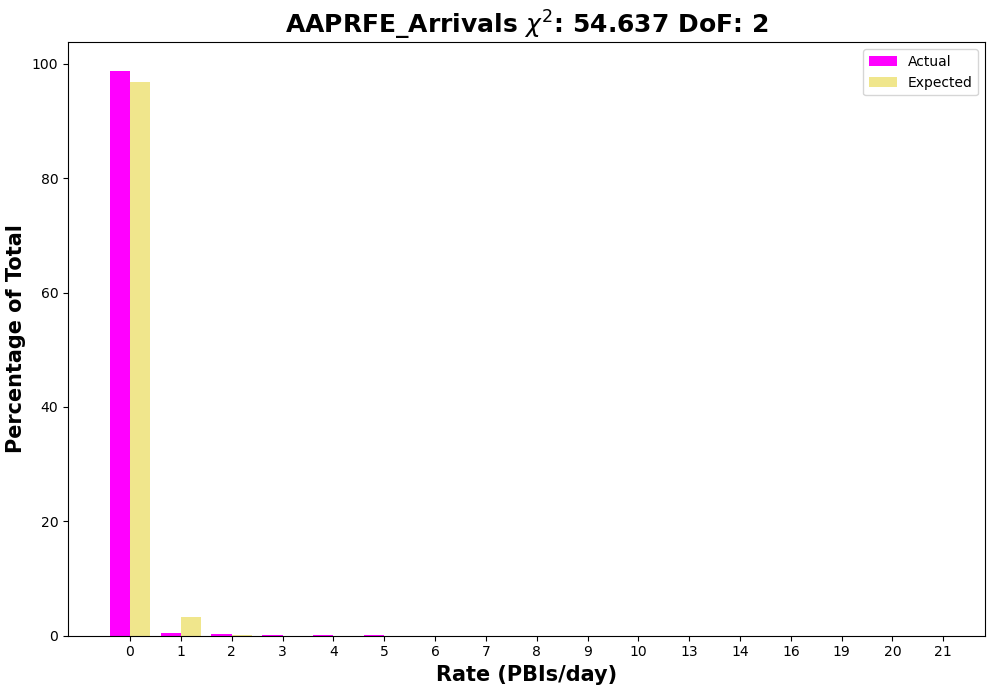 AAPRFE_Arrivals χ²: 54.637 DoF: 2
Actual
Expected
Percentage of Total
100
80
60
40
20
0
0 1 2 3 4 5 6 7 8 9 10 13 14 16 19 20 21
Rate (PBIs/day)